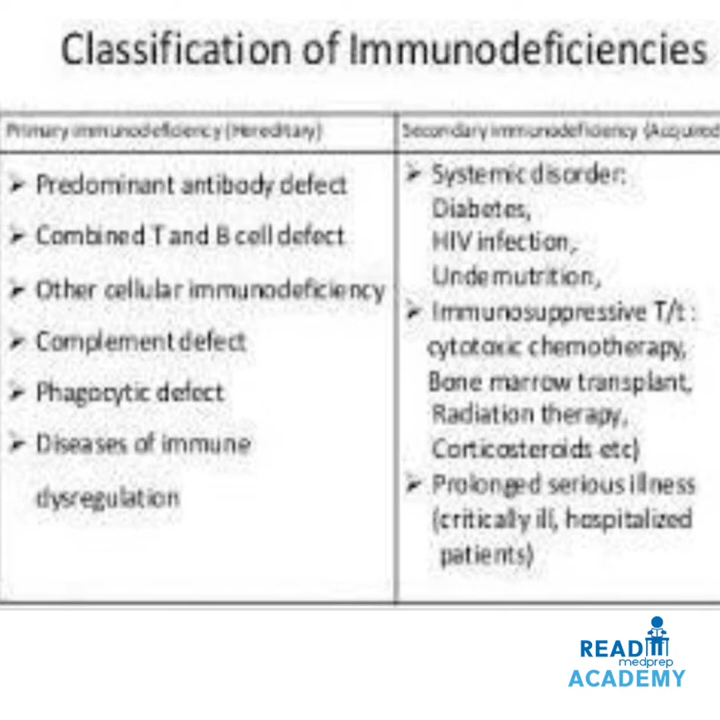 Classification of Immunodeficiencies
Primary immunodeficiency (Hereditary)
➢ Predominant antibody defect
➢ Combined T and B cell defect
➢ Other cellular immunodeficiency
➢ Complement defect
➢ Phagocytic defect
➢ Diseases of immune
dysregulation
Secondary immunodeficiency (Acquired
➢ Systemic disorder:
Diabetes,
HIV infection,
Undernutrition,
➢ Immunosuppressive T/t :
cytotoxic chemotherapy,
Bone marrow transplant,
Radiation therapy,
Corticosteroids etc)
➢ Prolonged serious illness
(critically ill, hospitalized
patients)
READ
medprep
ACADEMY